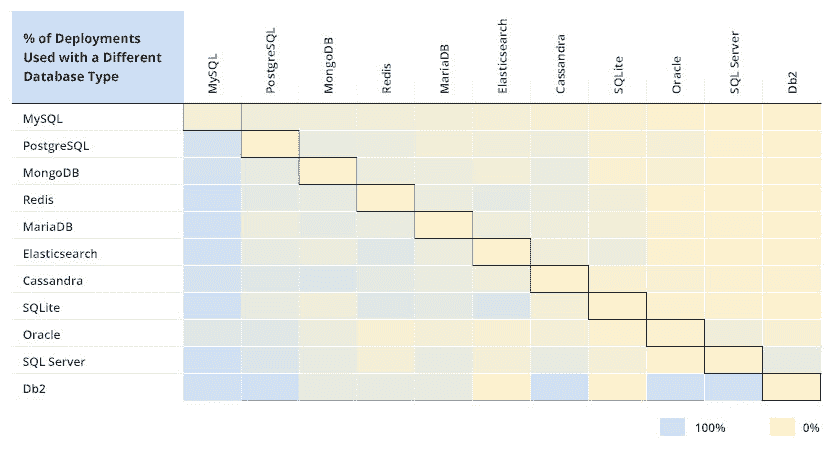 % of Deployments
Used with a Different
Database Type
MySQL
PostgreSQL
MongoDB
Redis
MariaDB
Elasticsearch
Cassandra
SQLite
Oracle
SQL Server
Db2
MySQL
PostgreSQL
MongoDB
Redis
MariaDB
Elasticsearch
Cassandra
SQLite
Oracle
SQL Server
Db2
100%
0%